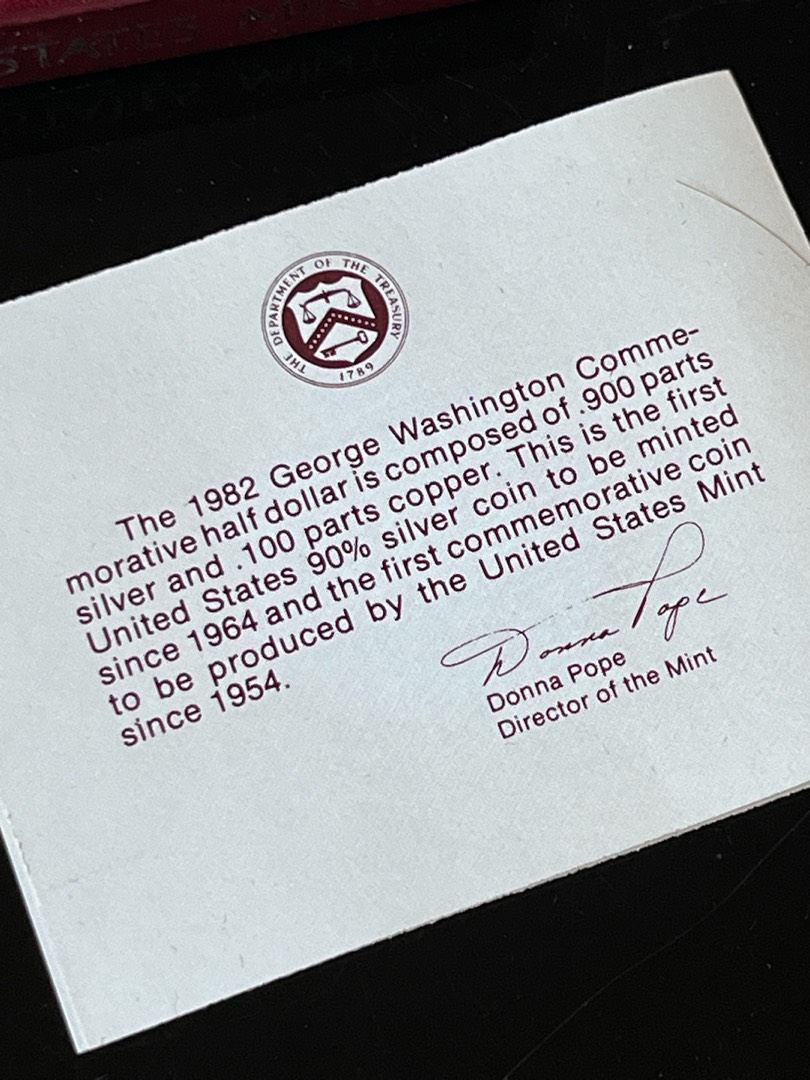 STATES MINT
THE DEPARTMENT OF THE TREASURY
1789
The 1982 George Washington Comme-
morative half dollar is composed of .900 parts
silver and .100 parts copper. This is the first
United States 90% silver coin to be minted
since 1964 and the first commemorative coin
to be produced by the United States Mint
since 1954.
Donna Pope
Donna Pope
Director of the Mint